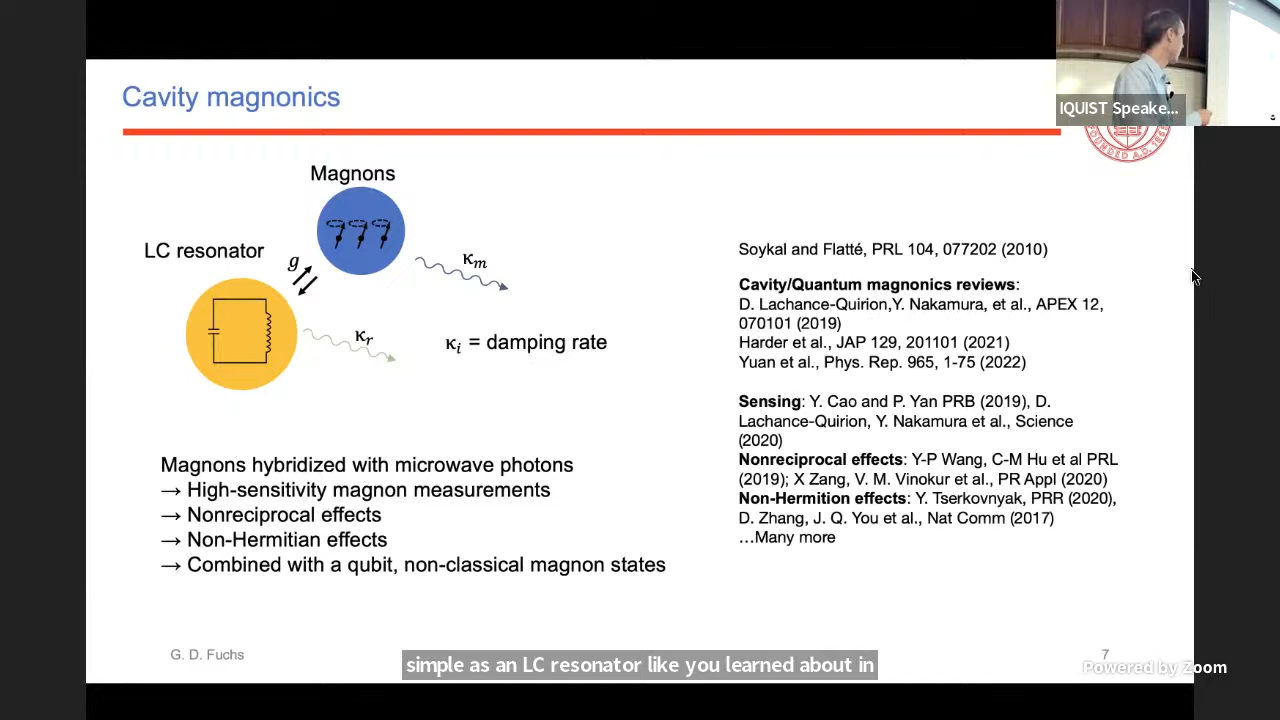 Cavity magnonics
IQUIST Speake...
FOUNDED A.D. 186
Magnons
LC resonator
g
κm
κr
κi = damping rate
Magnons hybridized with microwave photons
→ High-sensitivity magnon measurements
→ Nonreciprocal effects
→ Non-Hermitian effects
→ Combined with a qubit, non-classical magnon states
Soykal and Flatté, PRL 104, 077202 (2010)
Cavity/Quantum magnonics reviews:
D. Lachance-Quirion,Y. Nakamura, et al., APEX 12,
070101 (2019)
Harder et al., JAP 129, 201101 (2021)
Yuan et al., Phys. Rep. 965, 1-75 (2022)
Sensing: Y. Cao and P. Yan PRB (2019), D.
Lachance-Quirion, Y. Nakamura et al., Science
(2020)
Nonreciprocal effects: Y-P Wang, C-M Hu et al PRL
(2019); X Zang, V. M. Vinokur et al., PR Appl (2020)
Non-Hermition effects: Y. Tserkovnyak, PRR (2020),
D. Zhang, J. Q. You et al., Nat Comm (2017)
…Many more
G. D. Fuchs
simple as an LC resonator like you learned about in
7
Powered by Zoom